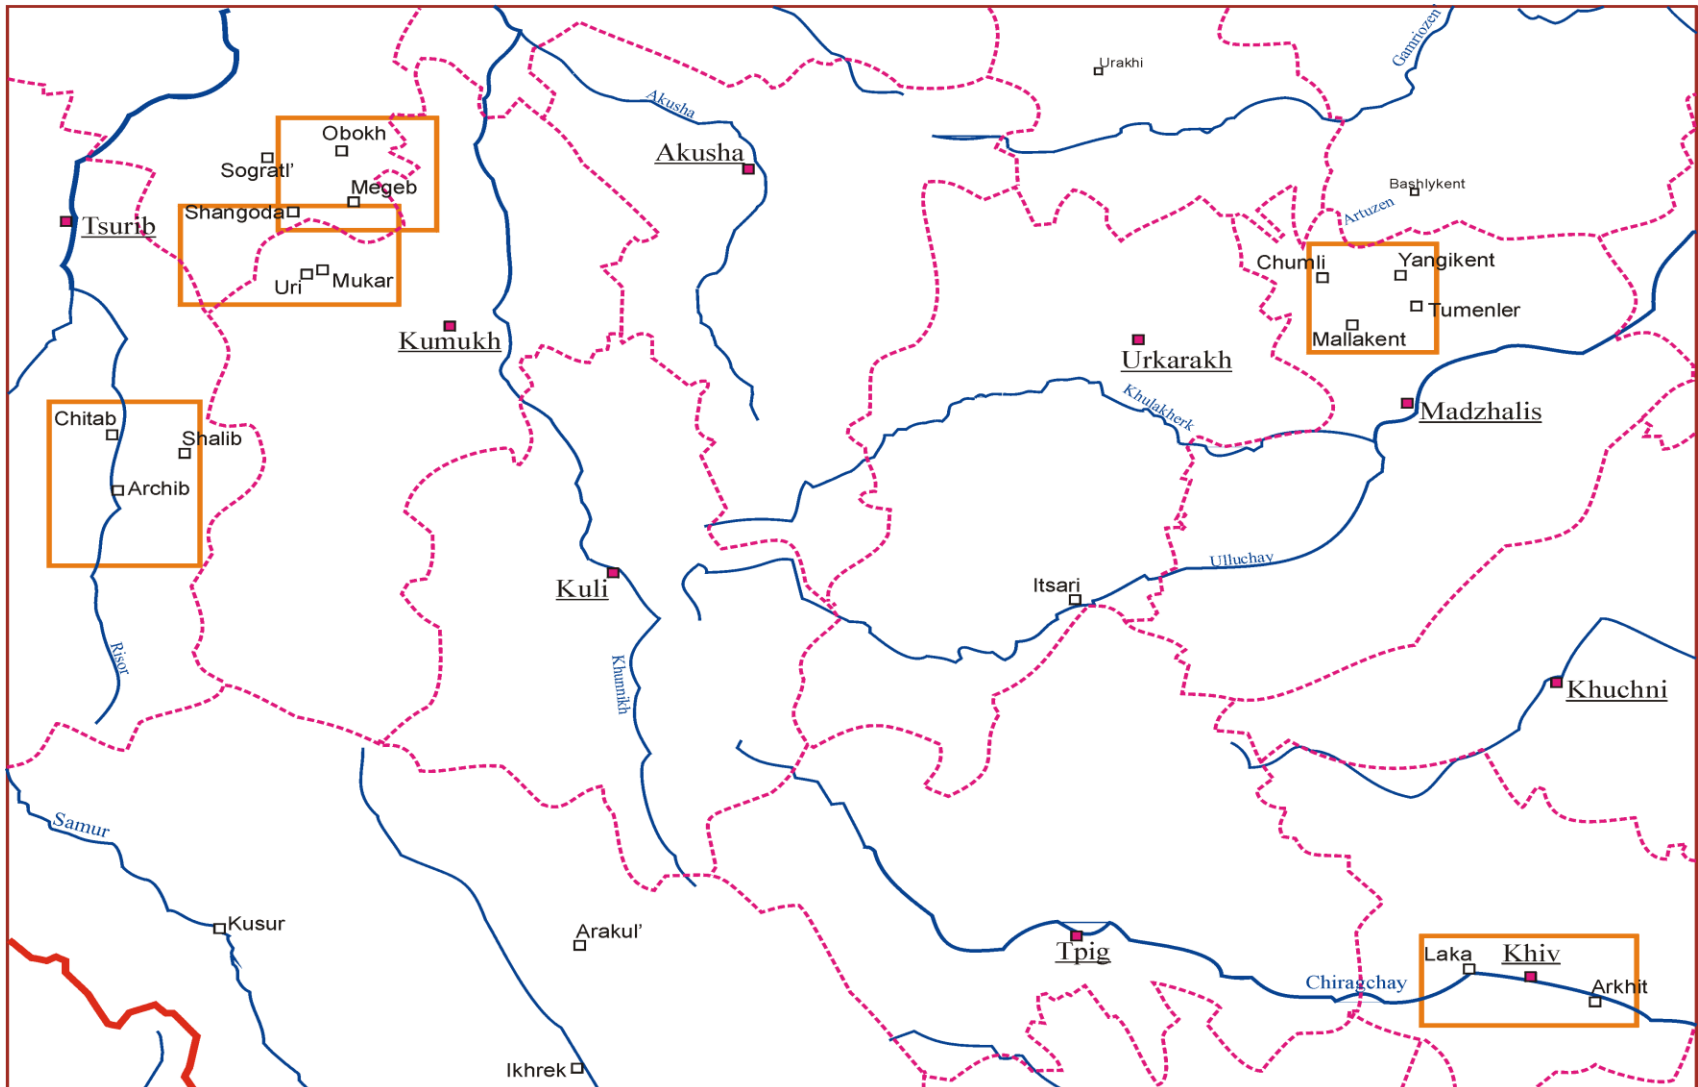 Gamriozen
Urakhi
Akusha
Obokh
Sogratl'
Akusha
Megeb
Bashlykent
Shangoda
Artuzen
Tsurib
Chumli
Yangikent
Uri
Mukar
Tumenler
Kumukh
Mallakent
Urkarakh
Khulakherk
Madzhalis
Chitab
Shalib
Archib
Ulluchay
Itsari
Kuli
Risor
Khunnikh
Khuchni
Samur
Kusur
Arakul'
Tpig
Laka
Khiv
Chiragchay
Arkhit
Ikhrek